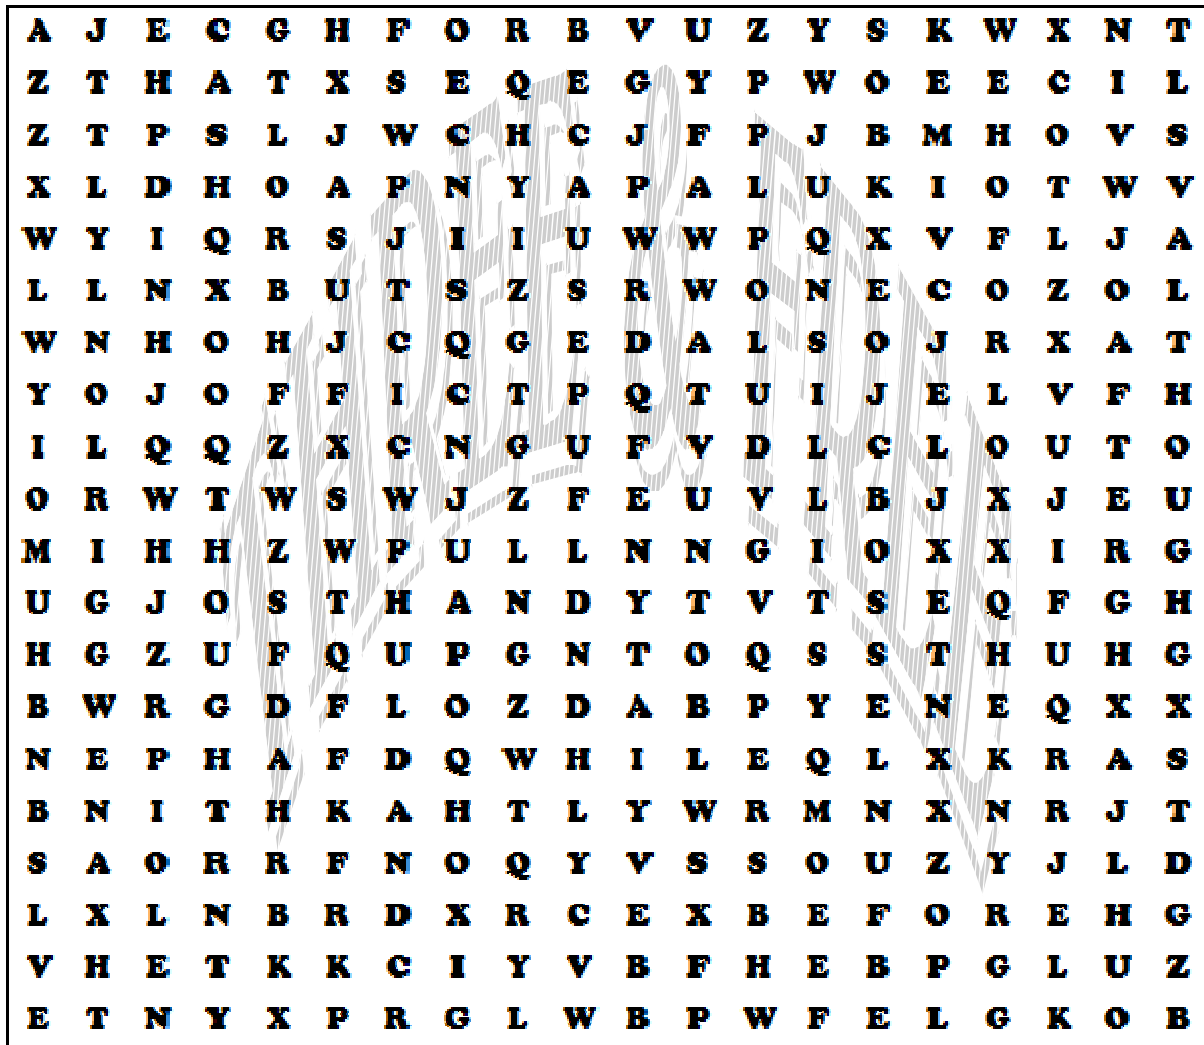 A J E C G H F O R B V U Z Y S K W X N T
Z T H A T X S E Q E G Y P W O E E C I L
Z T P S L J W C H C J F P J B M H O V S
X L D H O A P N Y A P A L U K I O T W V
W Y I Q R S J I I U W W P Q X V F L J A
L L N X B U T S Z S R W O N E C O Z O L
W N H O H J C Q G E D A L S O J R X A T
Y O J O F F I C T P Q T U I J E L V F H
I L Q Q Z X C N G U F V D L C L O U T O
O R W T W S W J Z F E U V L B J X J E U
M I H H Z W P U L L N N G I O X X I R G
U G J O S T H A N D Y T V T S E Q F G H
H G Z U F Q U P G N T O Q S S T H U H G
B W R G D F L O Z D A B P Y E N E Q X X
N E P H A F D Q W H I L E Q L X K R A S
B N I T H K A H T L Y W R M N X N R J T
S A O R R F N O Q Y V S S O U Z Y J L D
L X L N B R D X R C E X B E F O R E H G
V H E T K K C I Y V B F H E B P G L U Z
E T N Y X P R G L W B P W F E L G K O B